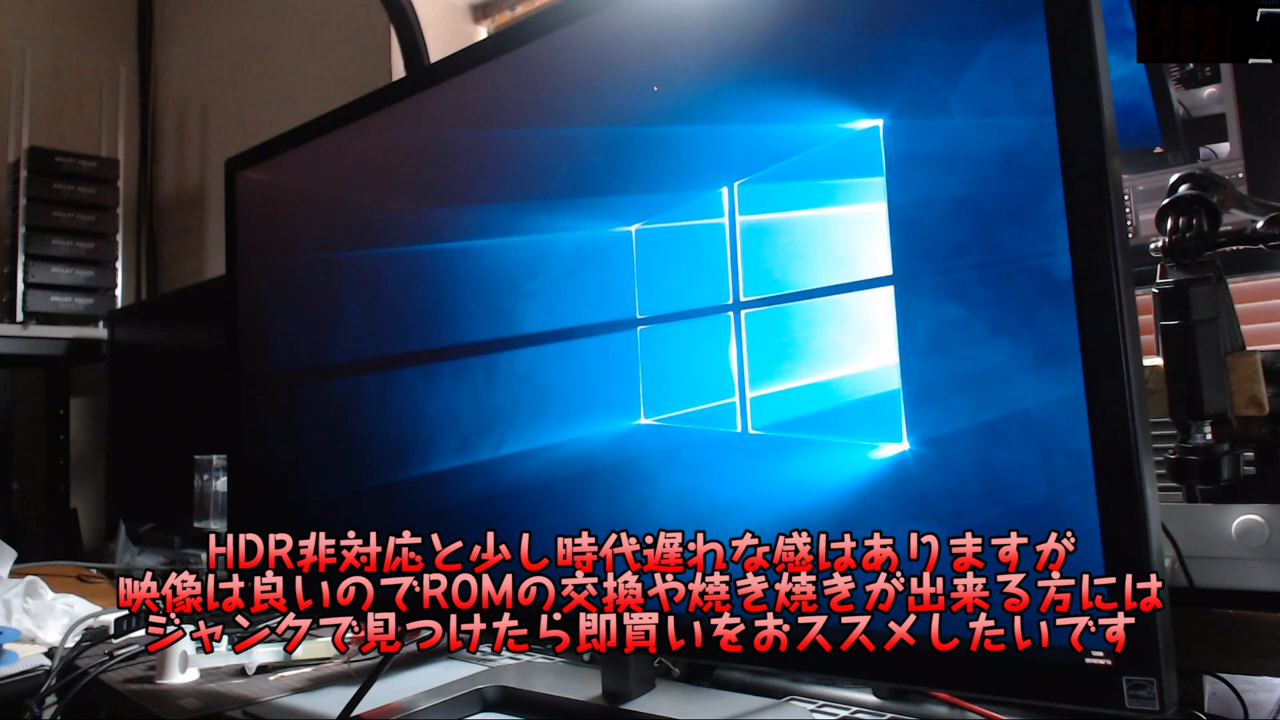 HDR非対応と少し時代遅れな感はありますが
映像は良いのでROMの交換や焼き焼きが出来る方には
ジャンクで見つけたら即買いをおススメしたいです